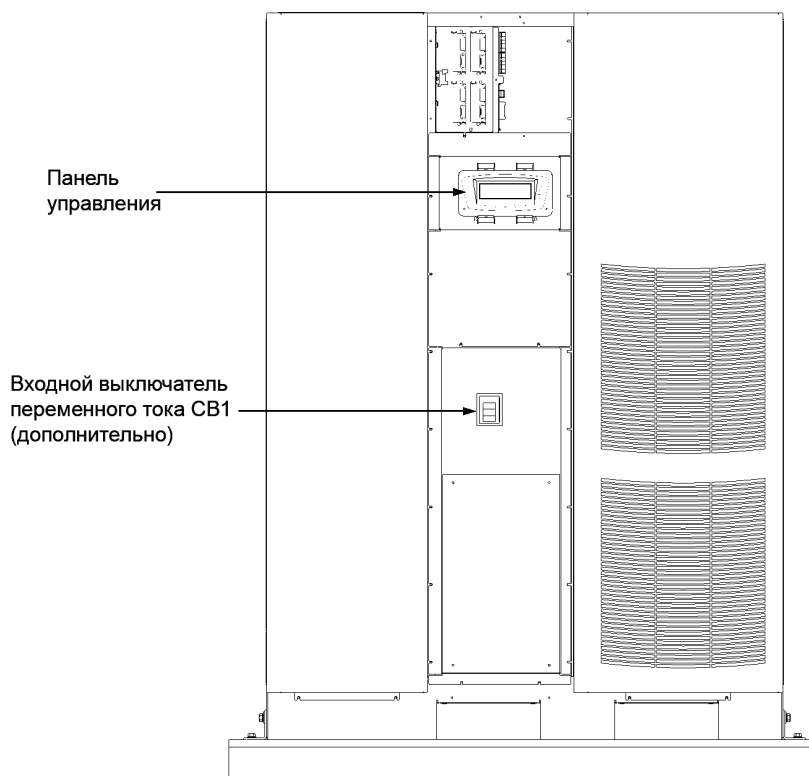 Панель
управления
Входной выключатель
переменного тока CB1
(дополнительно)